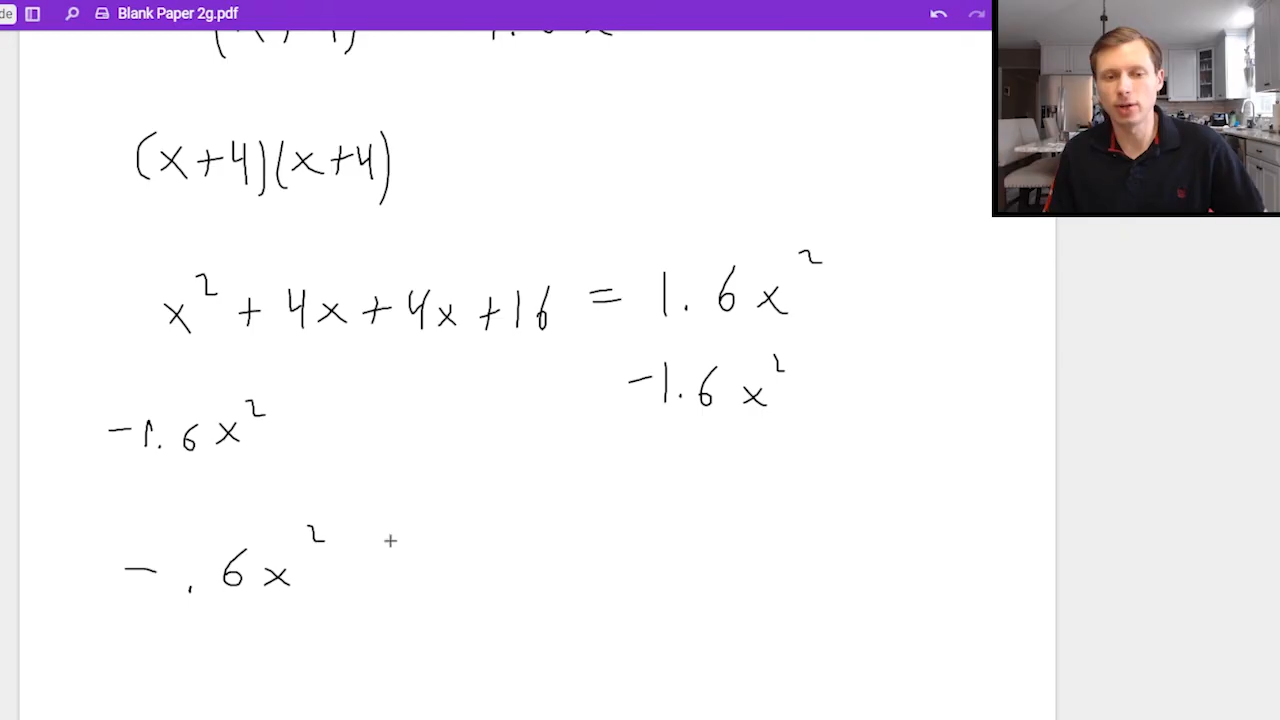 Blank Paper 2g.pdf
(x+4)(x+4)
x² + 4x + 4x + 16 = 1.6x²
-1.6x² -1.6x²
- .6x²